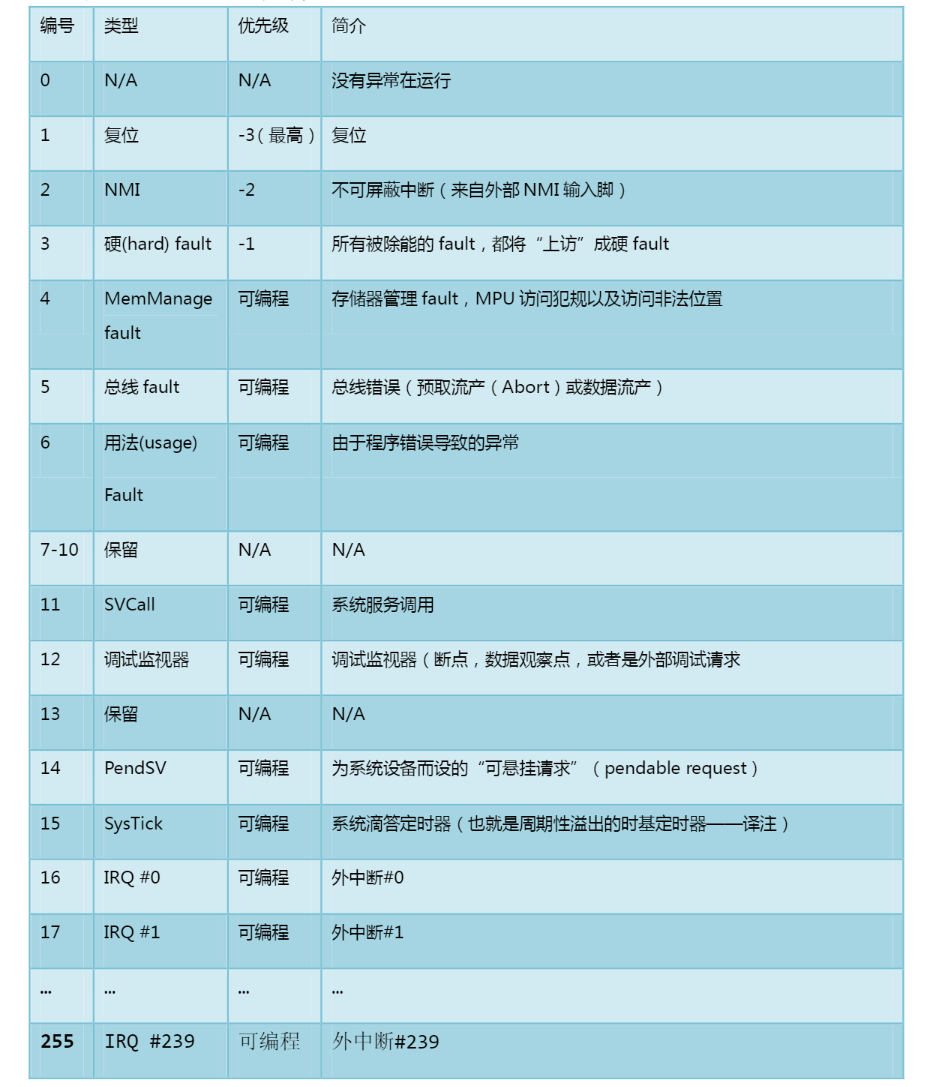 编号 类型 优先级 简介
0 N/A N/A 没有异常在运行
1 复位 -3（最高） 复位
2 NMI -2 不可屏蔽中断（来自外部 NMI 输入脚）
3 硬(hard) fault -1 所有被除能的 fault，都将“上访”成硬 fault
4 MemManage 可编程 存储器管理 fault，MPU 访问犯规以及访问非法位置
fault
5 总线 fault 可编程 总线错误（预取流产（Abort）或数据流产）
6 用法(usage) 可编程 由于程序错误导致的异常
Fault
7-10 保留 N/A N/A
11 SVCall 可编程 系统服务调用
12 调试监视器 可编程 调试监视器（断点，数据观察点，或者是外部调试请求
13 保留 N/A N/A
14 PendSV 可编程 为系统设备而设的“可悬挂请求”（pendable request）
15 SysTick 可编程 系统滴答定时器（也就是周期性溢出的时基定时器——译注）
16 IRQ #0 可编程 外中断#0
17 IRQ #1 可编程 外中断#1
… … … …
255 IRQ #239 可编程 外中断#239